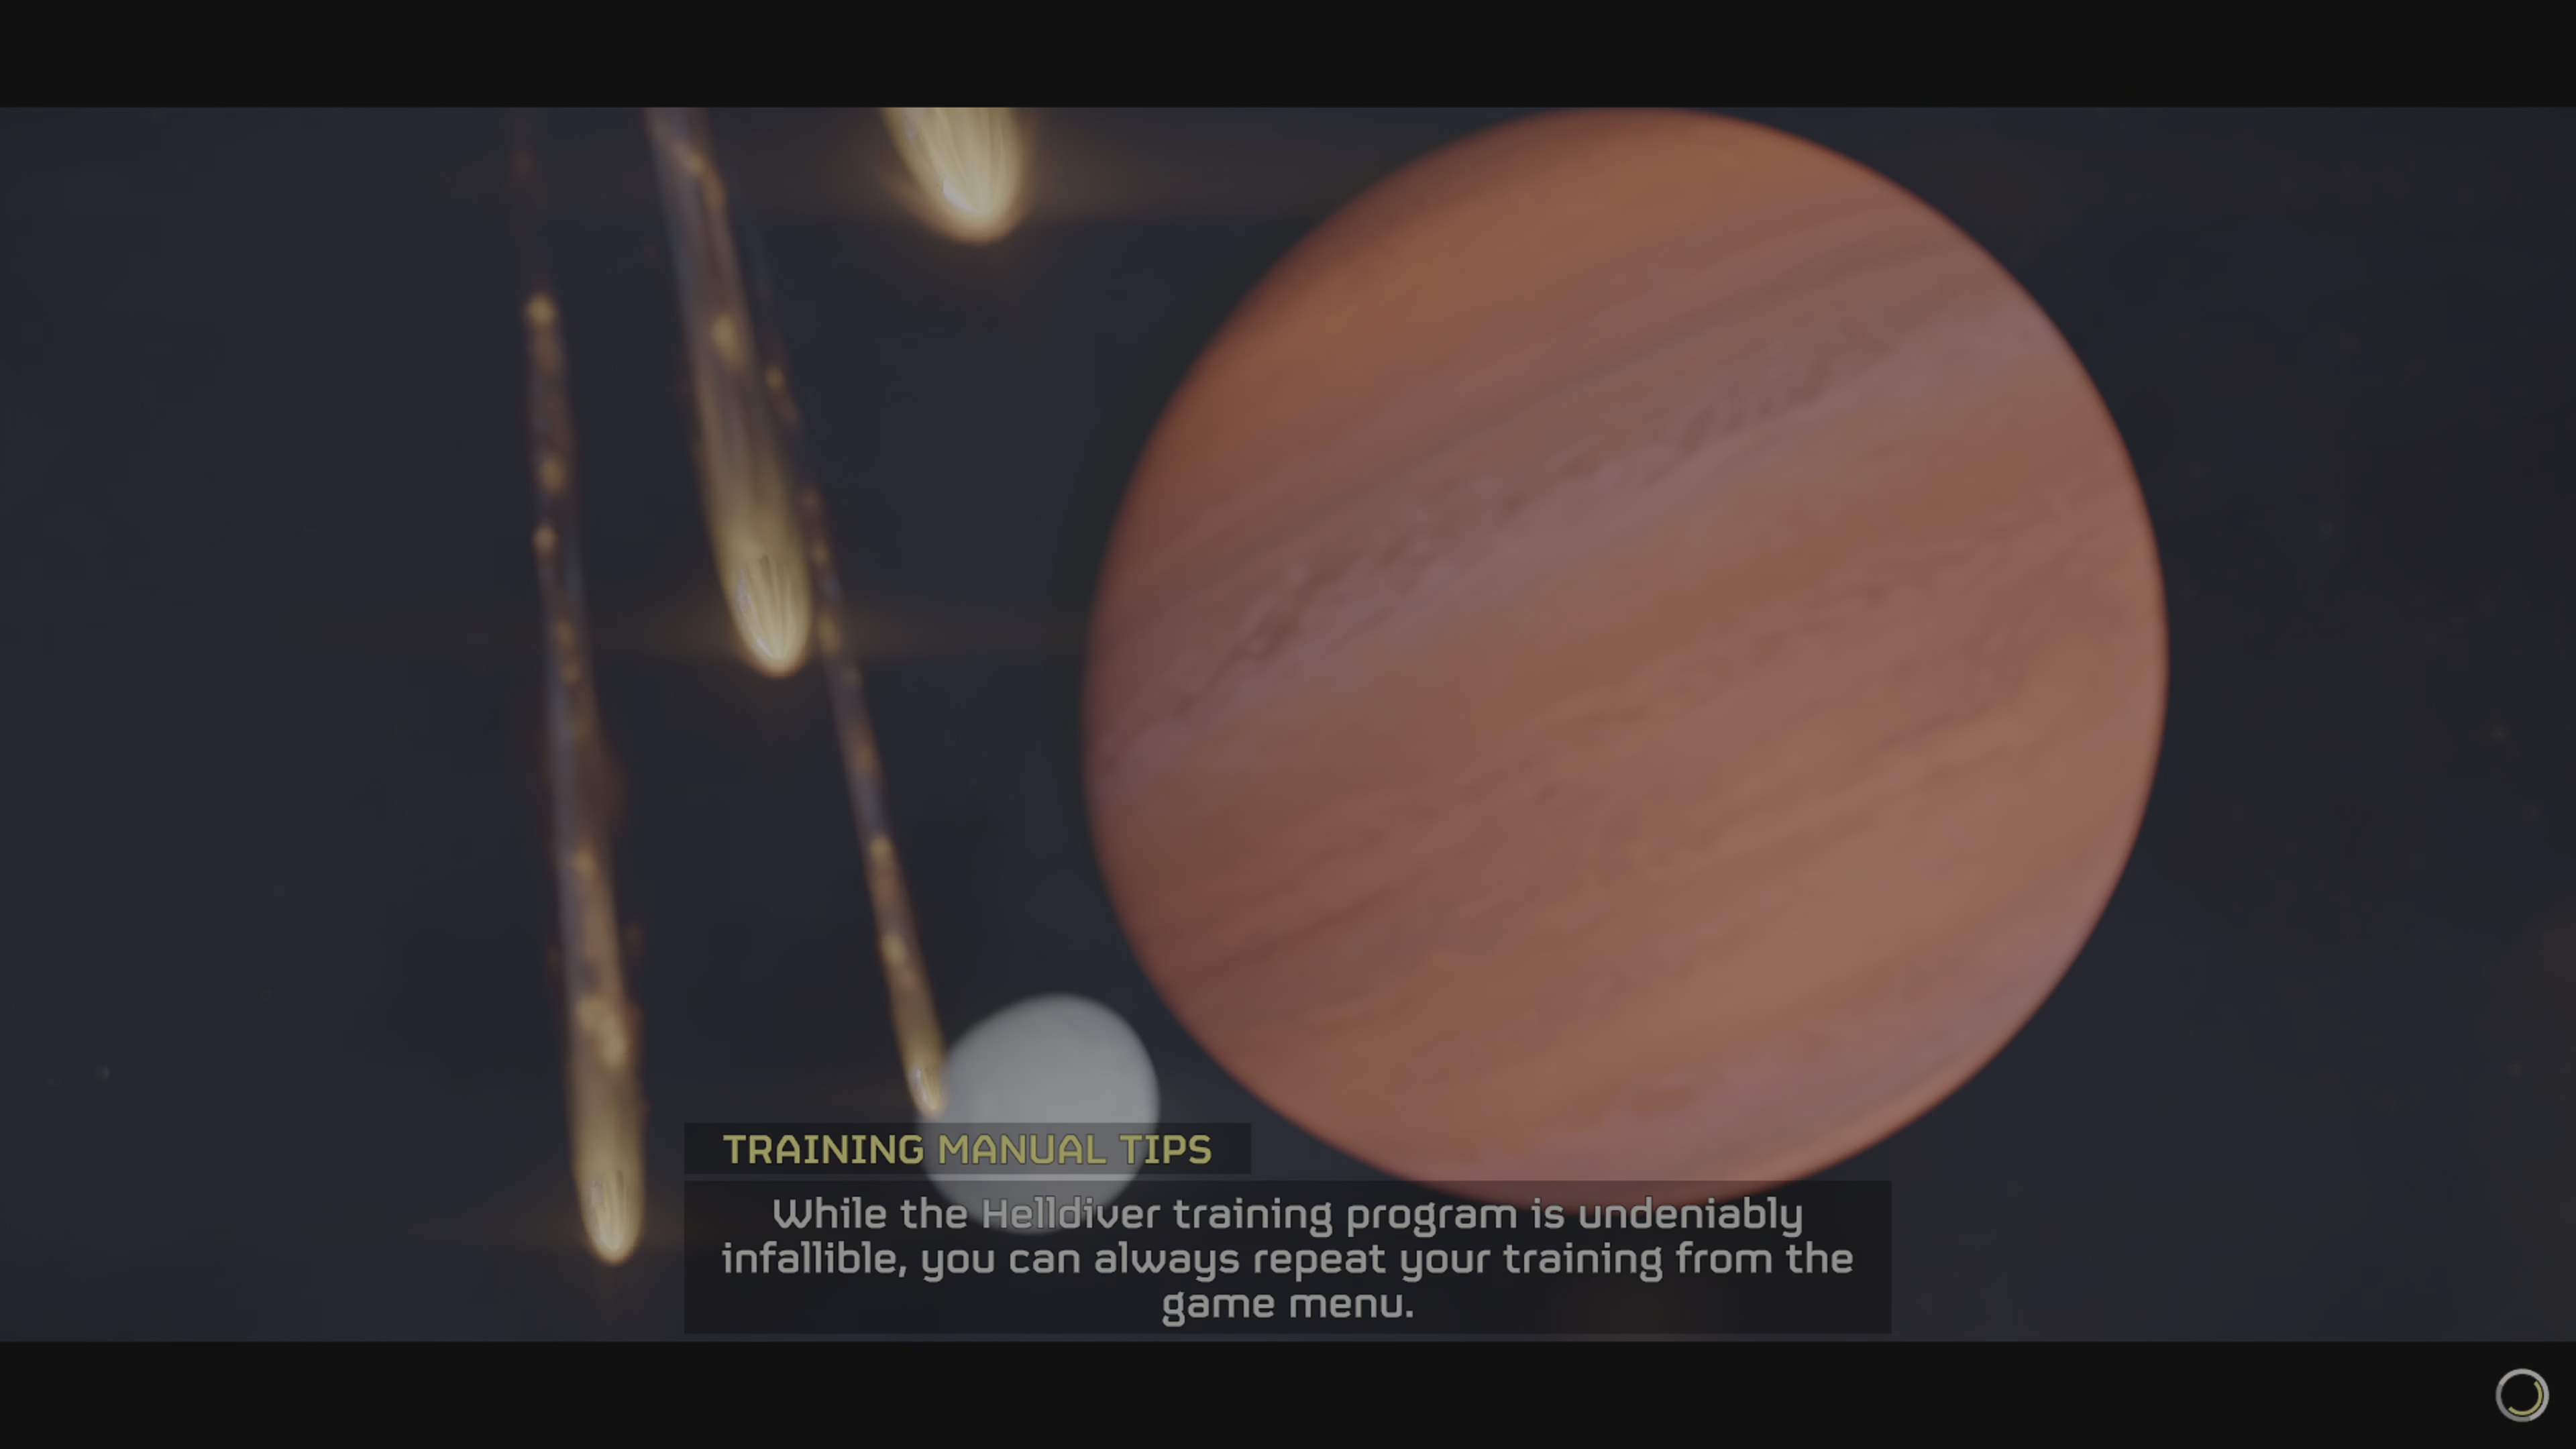 TRAINING MANUAL TIPS
While the Helldiver training program is undeniably
infallible, you can always repeat your training from the
game menu.